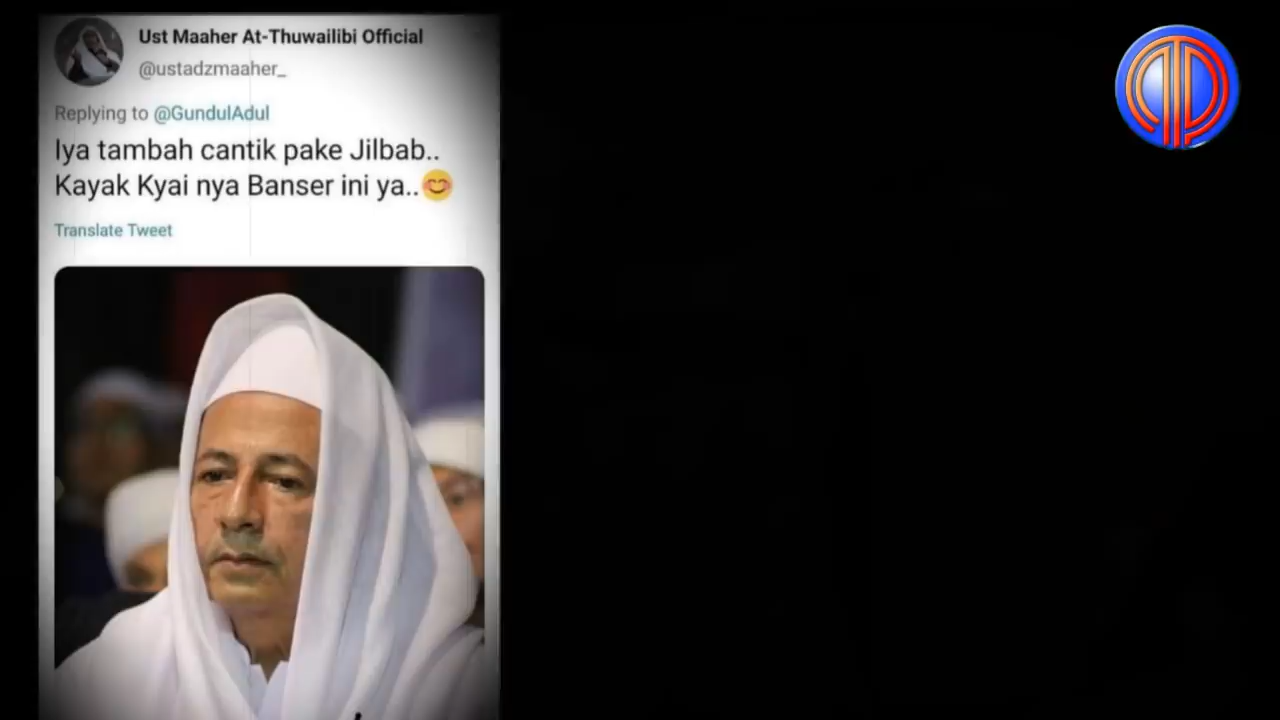 Ust Maaher At-Thuwailibi Official
@ustadzmaaher_
Replying to @GundulAdul
Iya tambah cantik pake Jilbab..
Kayak Kyai nya Banser ini ya..😊
Translate Tweet